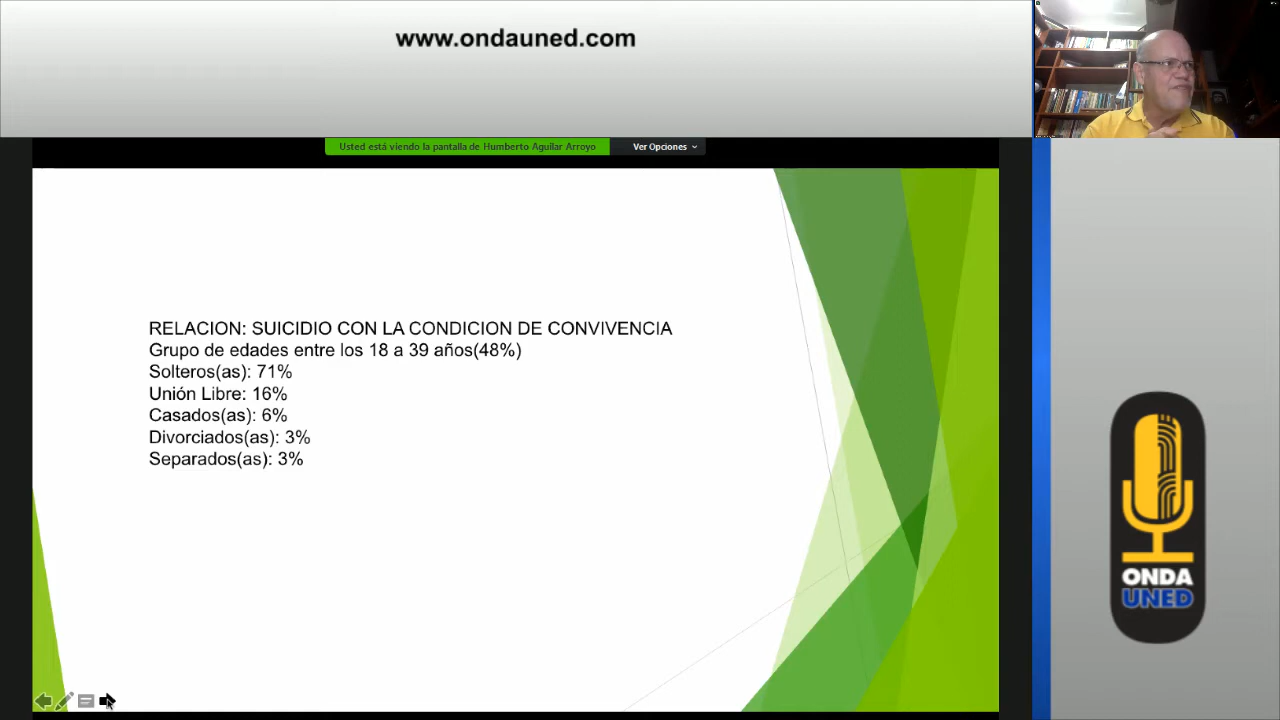 www.ondauned.com
Usted está viendo la pantalla de Humberto Aguilar Arroyo
Ver Opciones
RELACION: SUICIDIO CON LA CONDICION DE CONVIVENCIA
Grupo de edades entre los 18 a 39 años(48%)
Solteros(as): 71%
Unión Libre: 16%
Casados(as): 6%
Divorciados(as): 3%
Separados(as): 3%
ONDA
UNED